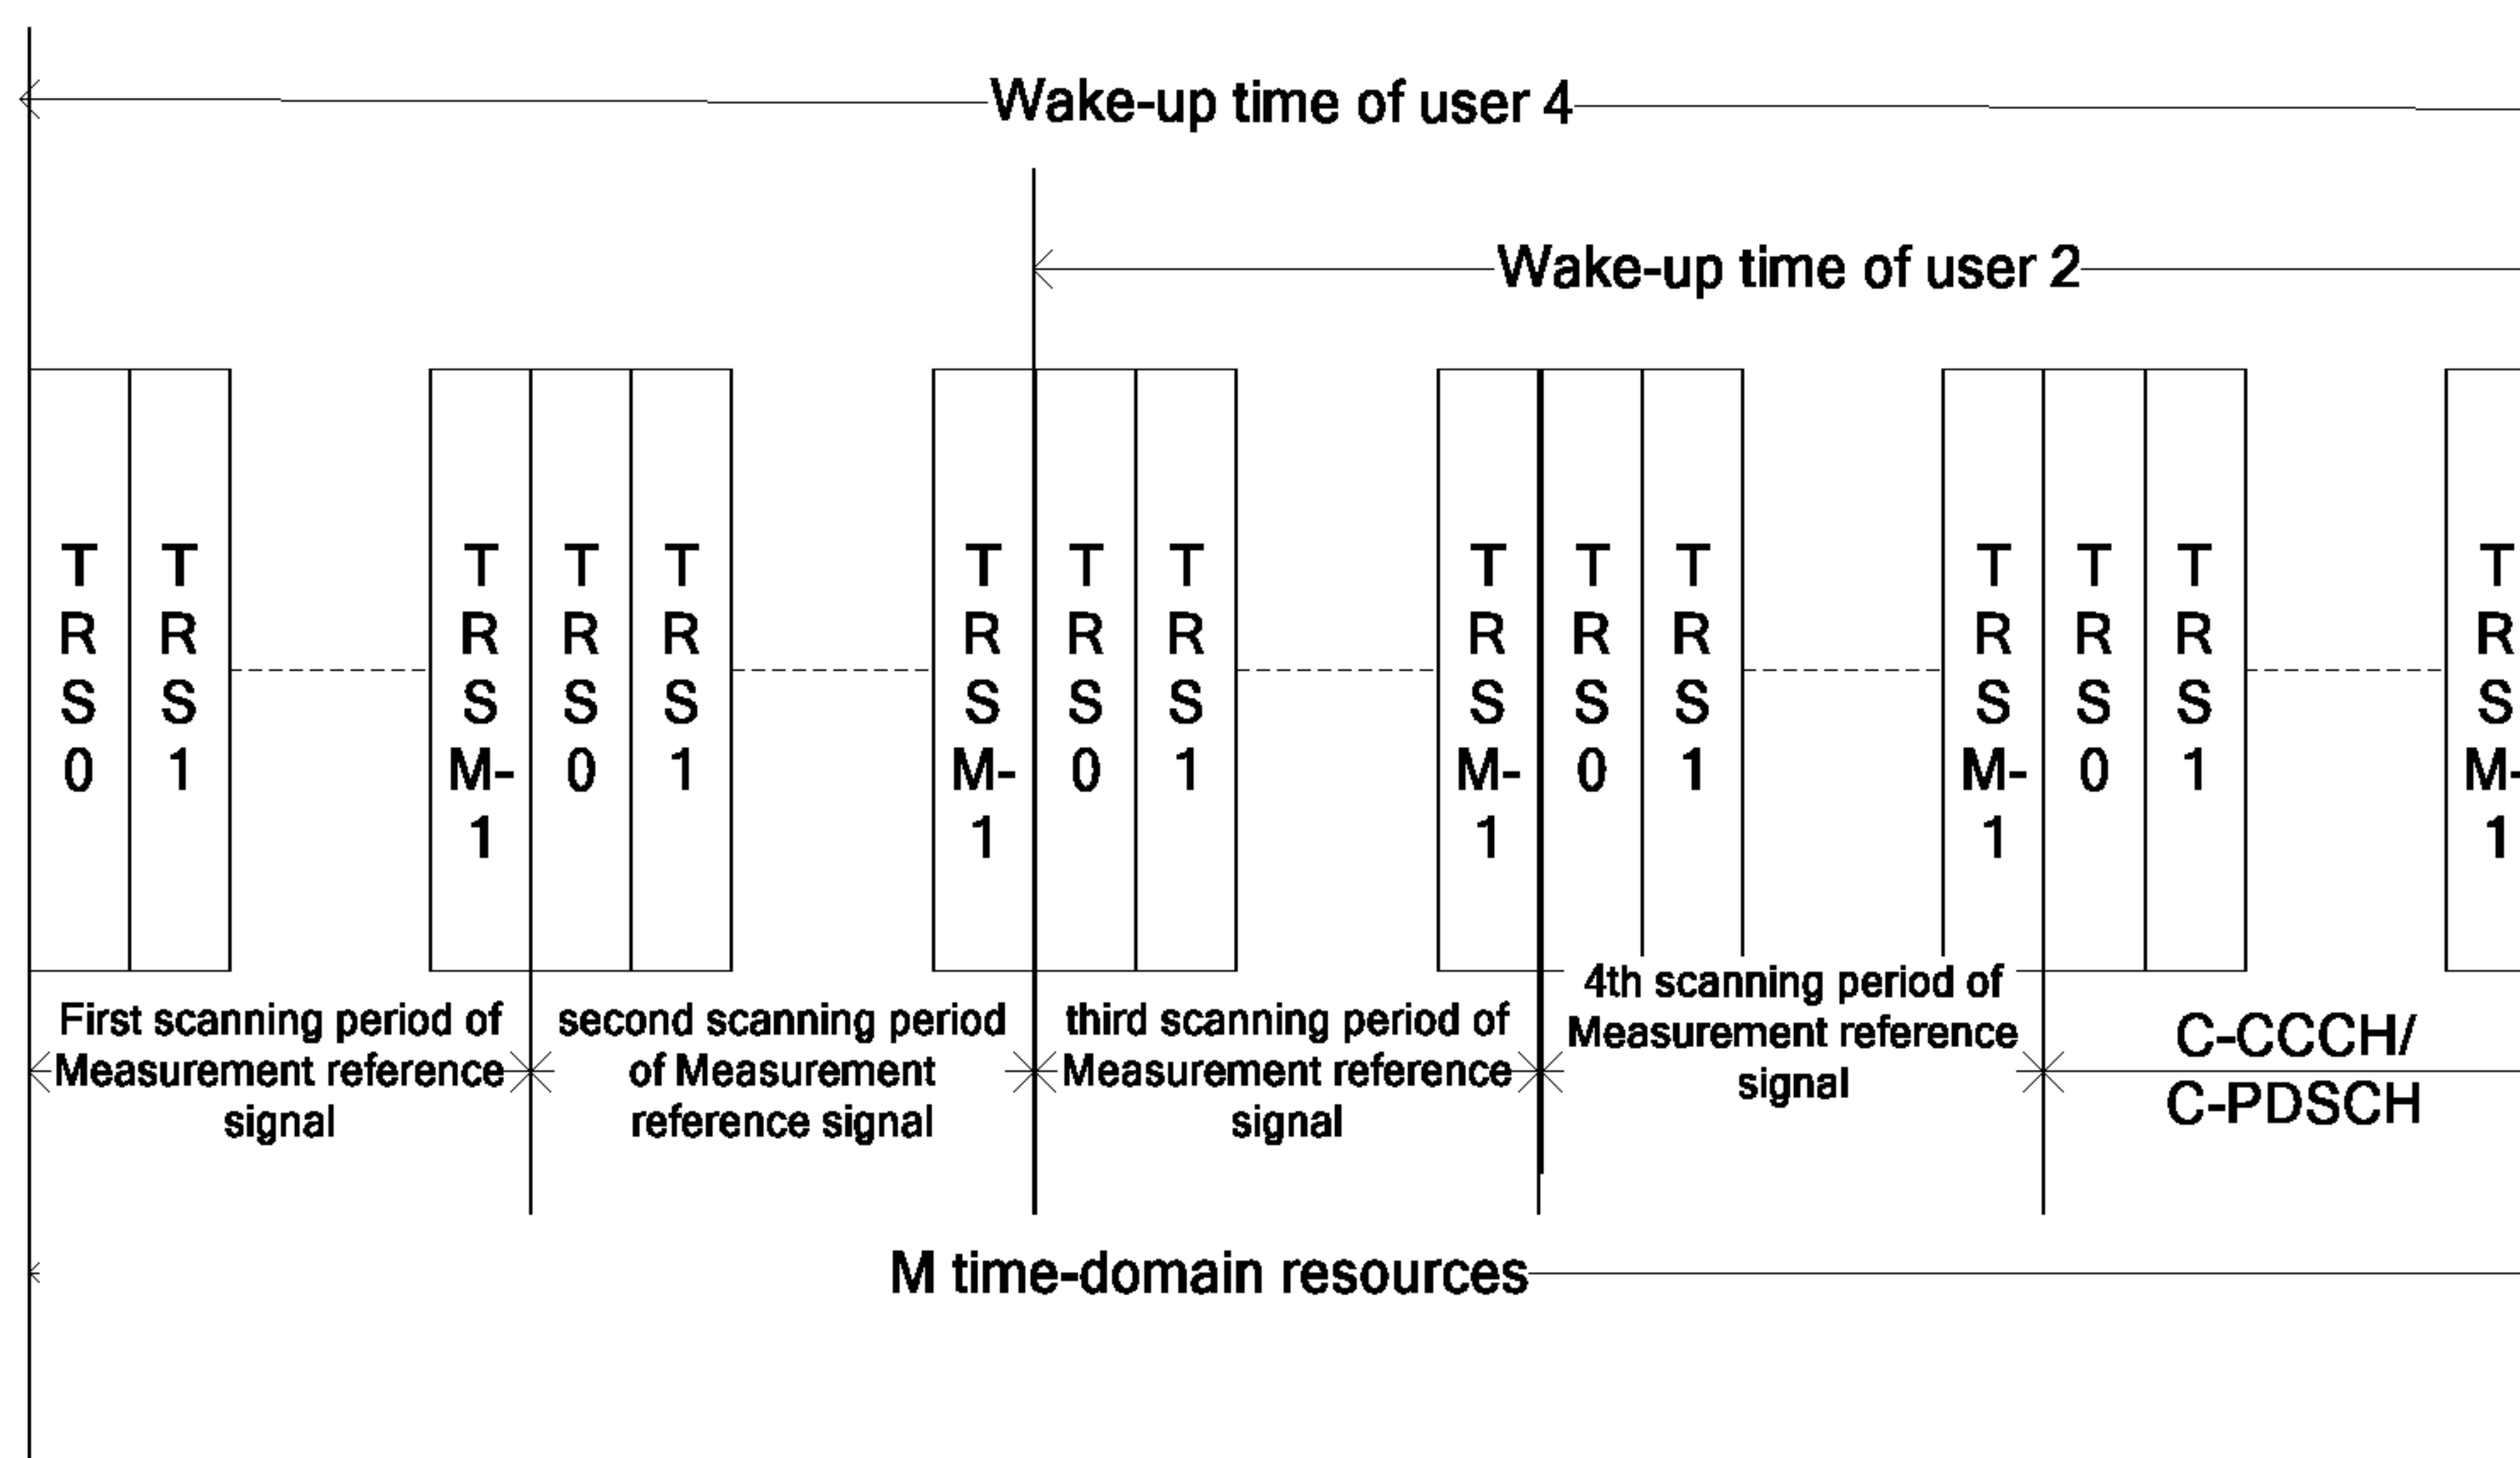 Wake-up time of user 4
Wake-up time of user 2
T
R
S
0
T
R
S
1
T
R
S
M-
1
T
R
S
0
T
R
S
1
T
R
S
M-
1
T
R
S
0
T
R
S
1
T
R
S
M-
1
T
R
S
0
T
R
S
1
T
R
S
M-
1
T
R
S
0
T
R
S
1
T
R
S
M-
1
First scanning period of
Measurement reference
signal
second scanning period
of Measurement
reference signal
third scanning period of
Measurement reference
signal
4th scanning period of
Measurement reference
signal
C-CCCH/
C-PDSCH
M time-domain resources